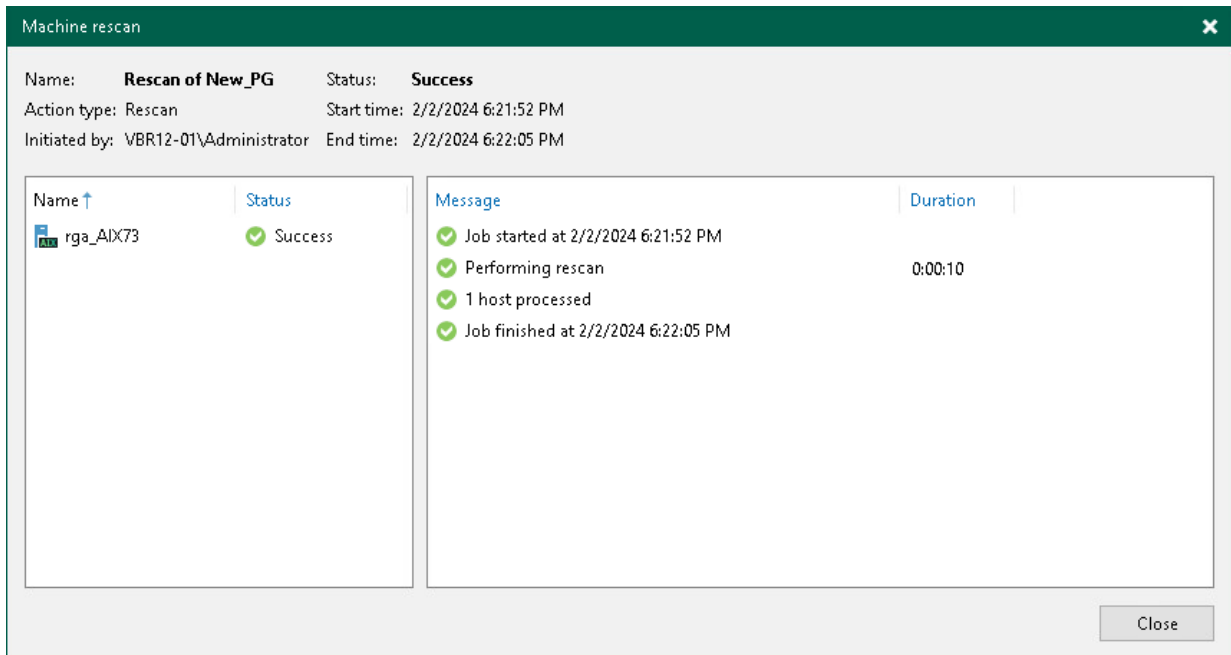 Machine rescan
Name: Rescan of New_PG Status: Success
Action type: Rescan Start time: 2/2/2024 6:21:52 PM
Initiated by: VBR12-01\Administrator End time: 2/2/2024 6:22:05 PM
Name Status
AIX rga_AIX73 Success
Message Duration
Job started at 2/2/2024 6:21:52 PM
Performing rescan 0:00:10
1 host processed
Job finished at 2/2/2024 6:22:05 PM
Close